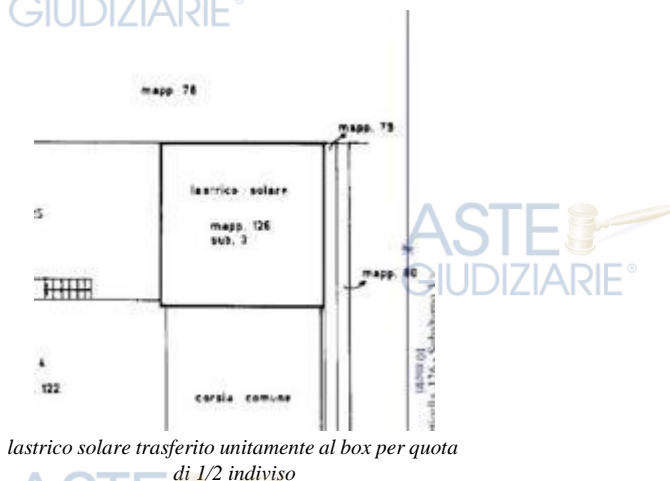 GIUDIZIARIE®
mapp 78
mapp. 79
lastrico solare
mapp. 126
sub. 3
ASTE
GIUDIZIARIE®
mapp. 80
122
corsia comune
lastrico solare trasferito unitamente al box per quota
di 1/2 indiviso